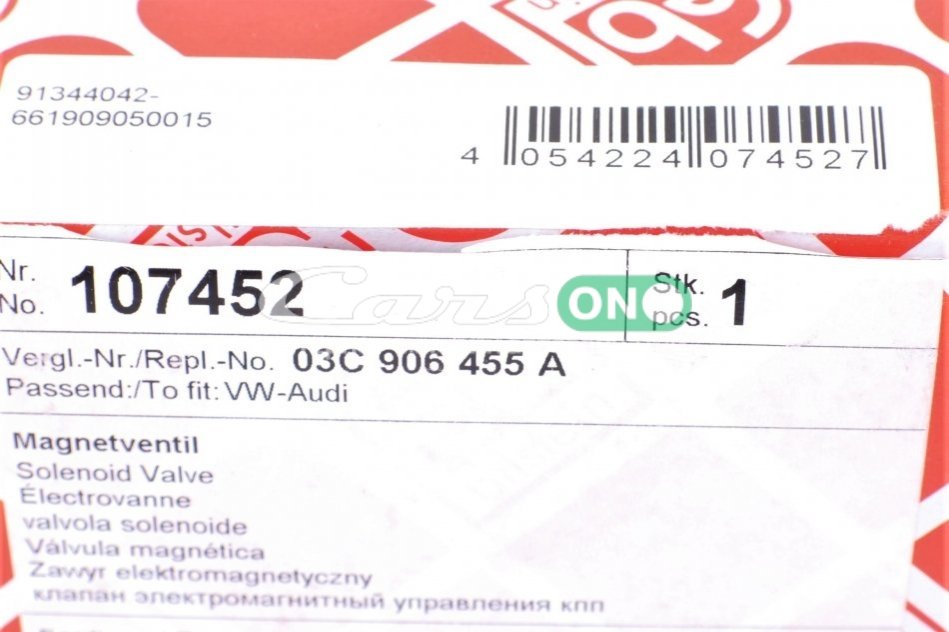 91344042-
661909050015
4 054224 074527
Nr. 107452 Stk. 1
No. pcs.
CarsONO
Vergl.-Nr./Repl.-No. 03C 906 455 A
Passend:/To fit: VW-Audi
Magnetventil
Solenoid Valve
Électrovanne
valvola solenoide
Válvula magnética
Zawyr elektromagnetyczny
клапан электромагнитный управления кпп